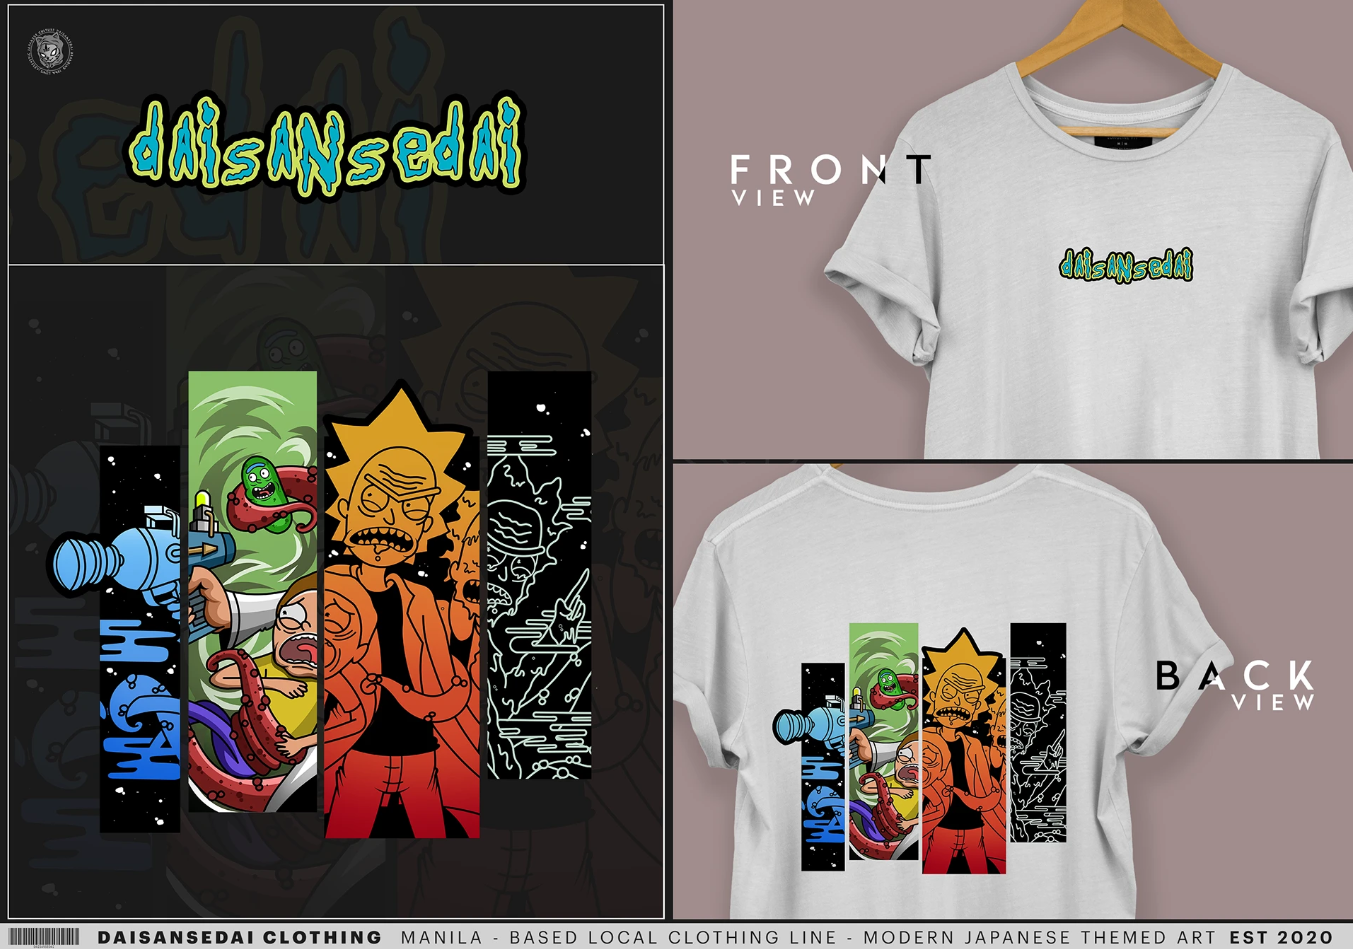 dAisANsedAi
FRONT
VIEW
dAisANsedAi
BACK
VIEW
DAISANSEDAI CLOTHING MANILA - BASED LOCAL CLOTHING LINE - MODERN JAPANESE THEMED ART EST 2020